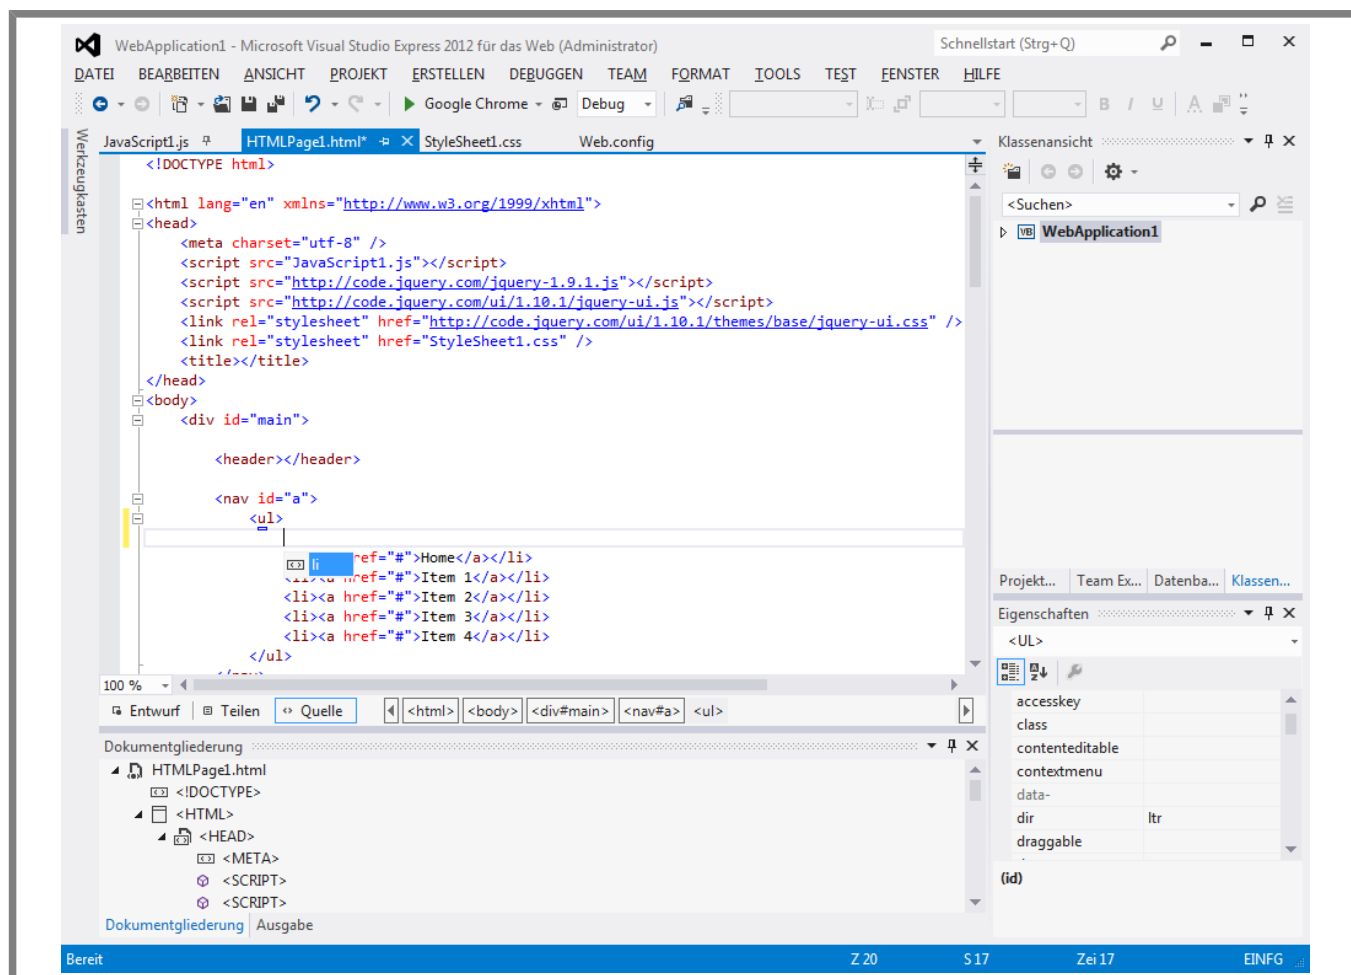 WebApplication1 - Microsoft Visual Studio Express 2012 für das Web (Administrator)
Schnellstart (Strg+Q)
DATEI BEARBEITEN ANSICHT PROJEKT ERSTELLEN DEBUGGEN TEAM FORMAT TOOLS TEST FENSTER HILFE
Google Chrome Debug B I U A
Werkzeugkasten
JavaScript1.js HTMLPage1.html* StyleSheet1.css Web.config
<!DOCTYPE html>
<html lang="en" xmlns="http://www.w3.org/1999/xhtml">
<head>
<meta charset="utf-8" />
<script src="JavaScript1.js"></script>
<script src="http://code.jquery.com/jquery-1.9.1.js"></script>
<script src="http://code.jquery.com/ui/1.10.1/jquery-ui.js"></script>
<link rel="stylesheet" href="http://code.jquery.com/ui/1.10.1/themes/base/jquery-ui.css" />
<link rel="stylesheet" href="StyleSheet1.css" />
<title></title>
</head>
<body>
<div id="main">
<header></header>
<nav id="a">
<ul>
li
ref="#">Home</a></li>
<li><a href="#">Item 1</a></li>
<li><a href="#">Item 2</a></li>
<li><a href="#">Item 3</a></li>
<li><a href="#">Item 4</a></li>
</ul>
100 %
Entwurf Teilen Quelle <html> <body> <div#main> <nav#a> <ul>
Dokumentgliederung
HTMLPage1.html
<!DOCTYPE>
<HTML>
<HEAD>
<META>
<SCRIPT>
<SCRIPT>
Dokumentgliederung Ausgabe
Klassenansicht
<Suchen>
VB WebApplication1
Projekt... Team Ex... Datenba... Klassen...
Eigenschaften
<UL>
accesskey
class
contenteditable
contextmenu
data-
dir ltr
draggable
(id)
Bereit Z 20 S 17 Zei 17 EINFG